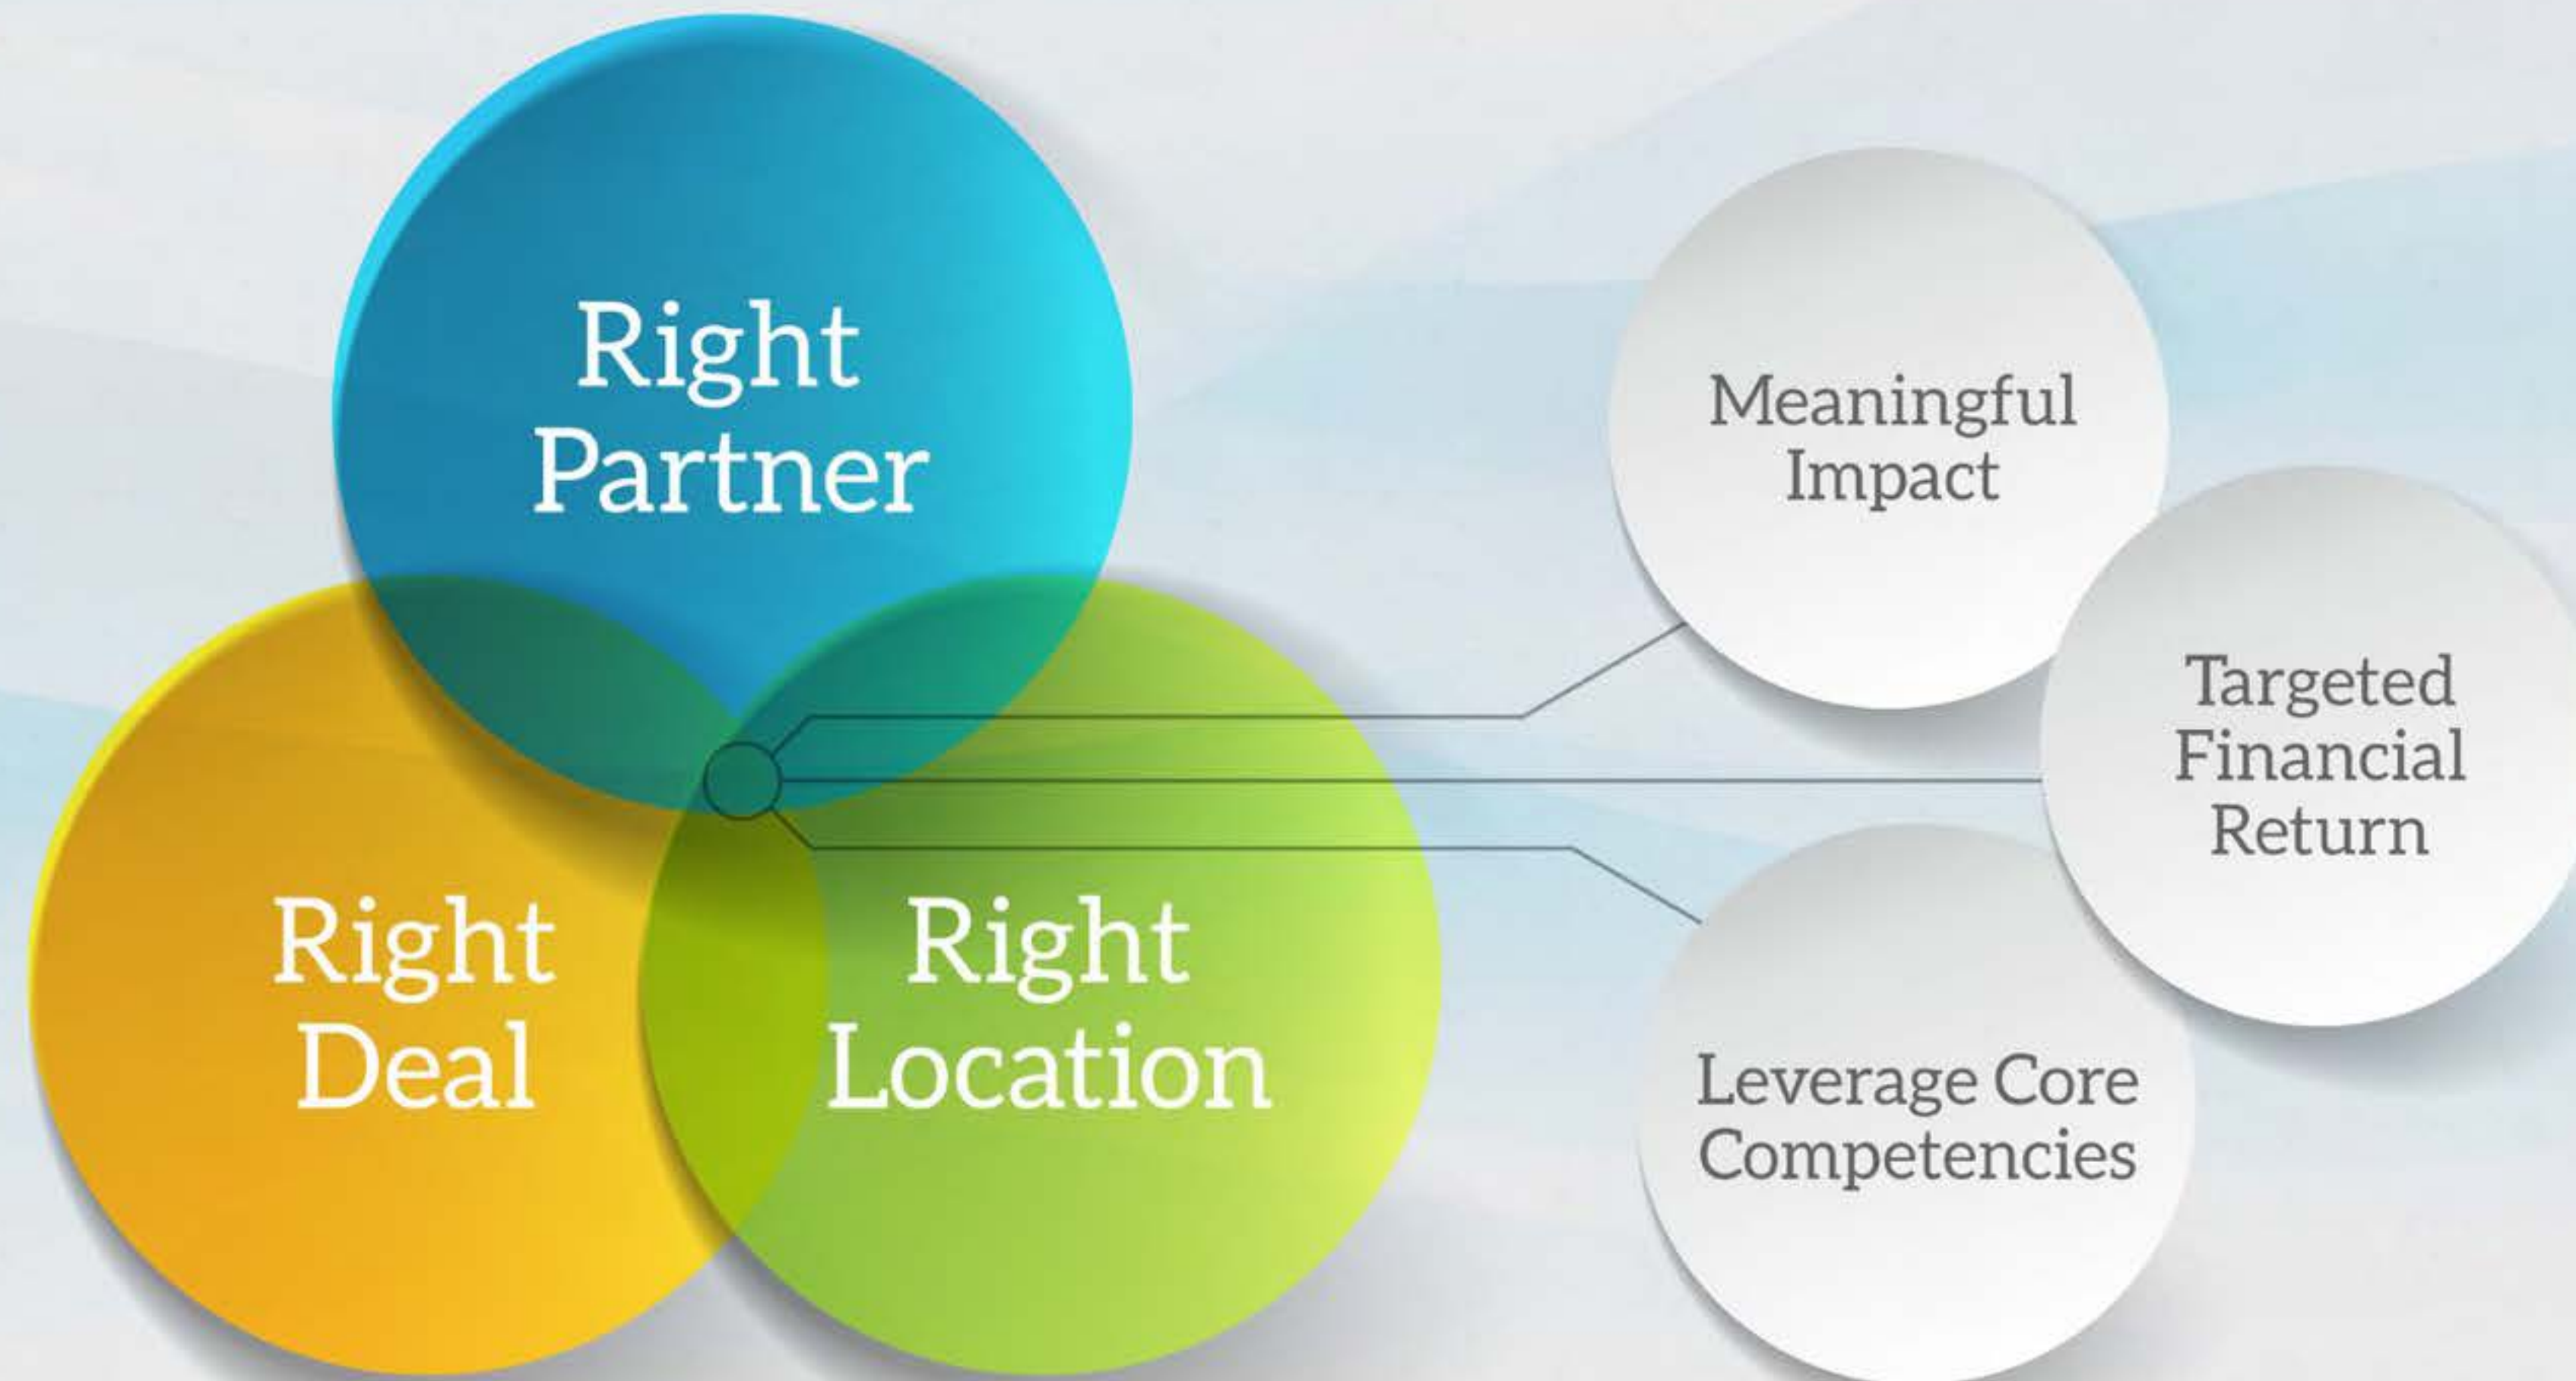 Right
Partner
Right
Deal
Right
Location
Meaningful
Impact
Targeted
Financial
Return
Leverage Core
Competencies